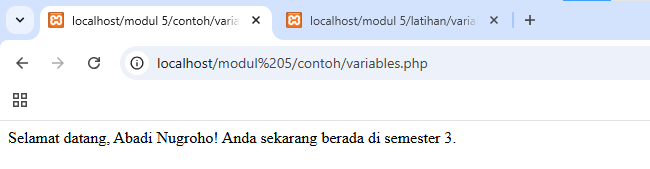 localhost/modul 5/contoh/varia
localhost/modul 5/latihan/varia
localhost/modul%205/contoh/variables.php
Selamat datang, Abadi Nugroho! Anda sekarang berada di semester 3.